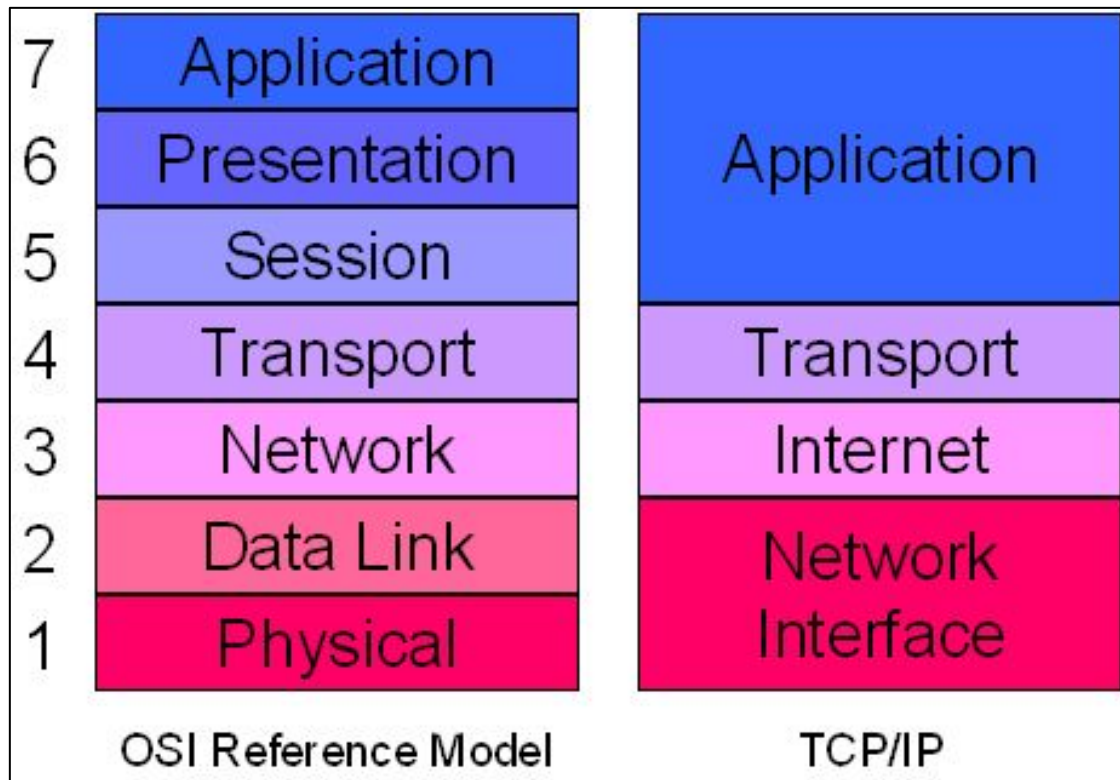 7
Application
6
Presentation
5
Session
4
Transport
3
Network
2
Data Link
1
Physical
OSI Reference Model
Application
Transport
Internet
Network
Interface
TCP/IP